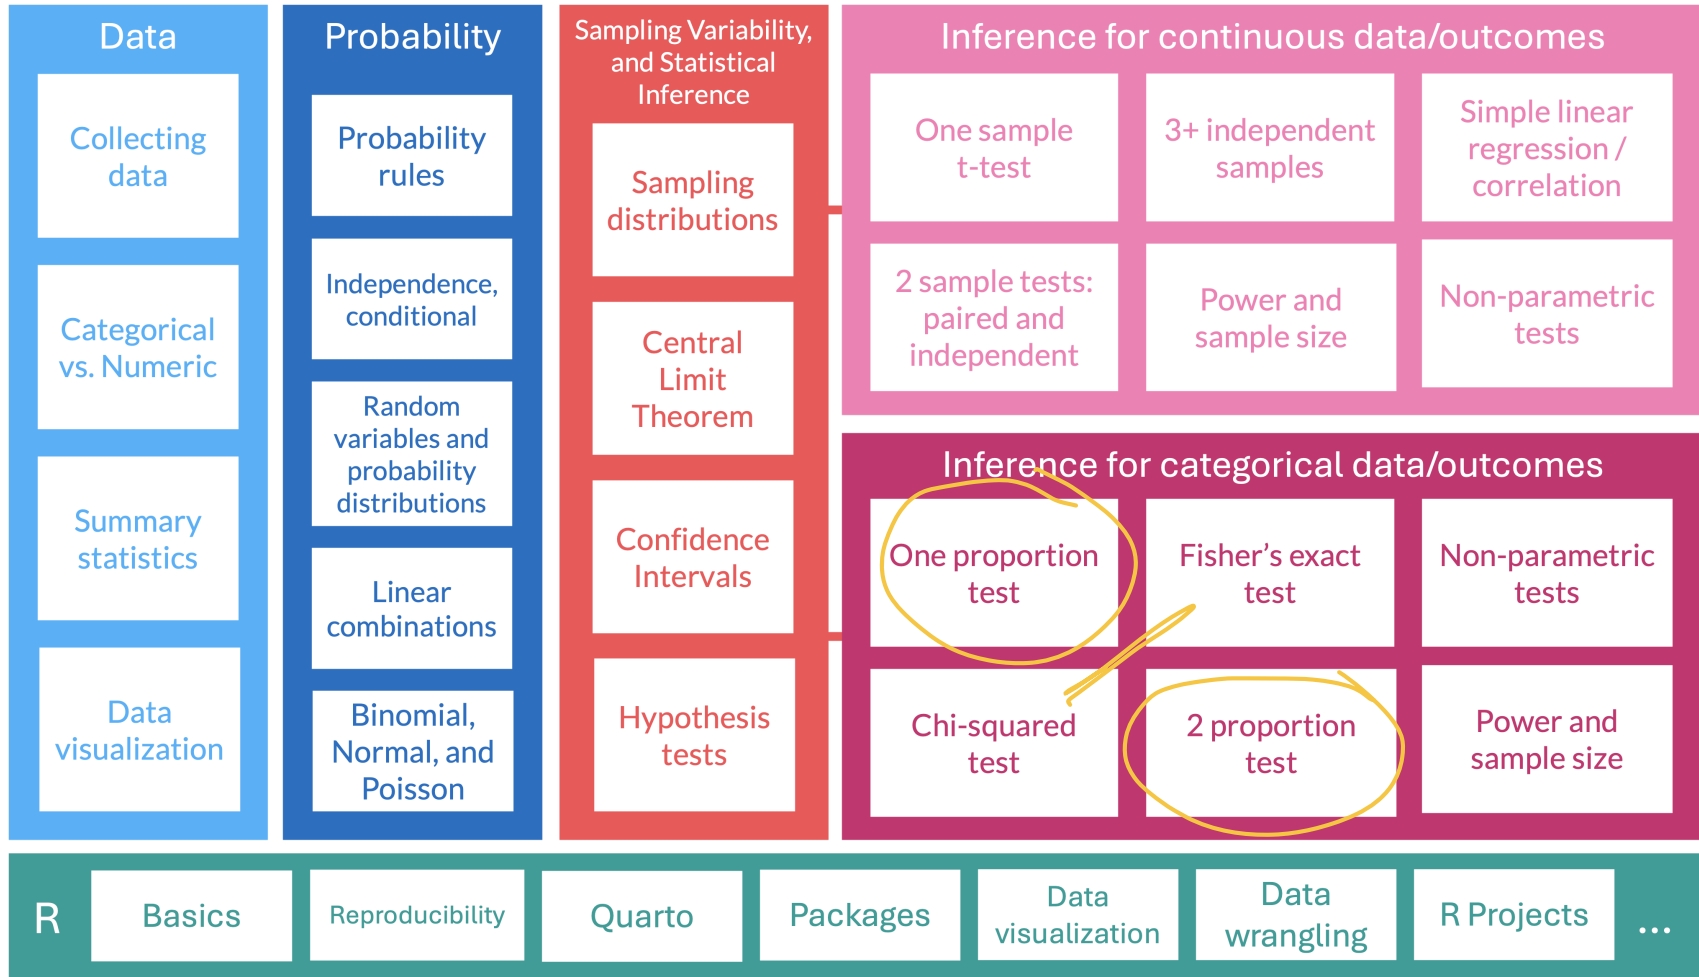 Data
Collecting
data
Categorical
vs. Numeric
Summary
statistics
Data
visualization
Probability
Probability
rules
Independence,
conditional
Random
variables and
probability
distributions
Linear
combinations
Binomial,
Normal, and
Poisson
Sampling Variability,
and Statistical
Inference
Sampling
distributions
Central
Limit
Theorem
Confidence
Intervals
Hypothesis
tests
Inference for continuous data/outcomes
One sample
t-test
3+ independent
samples
Simple linear
regression /
correlation
2 sample tests:
paired and
independent
Power and
sample size
Non-parametric
tests
Inference for categorical data/outcomes
One proportion
test
Fisher's exact
test
Non-parametric
tests
Chi-squared
test
2 proportion
test
Power and
sample size
R
Basics
Reproducibility
Quarto
Packages
Data
visualization
Data
wrangling
R Projects
...